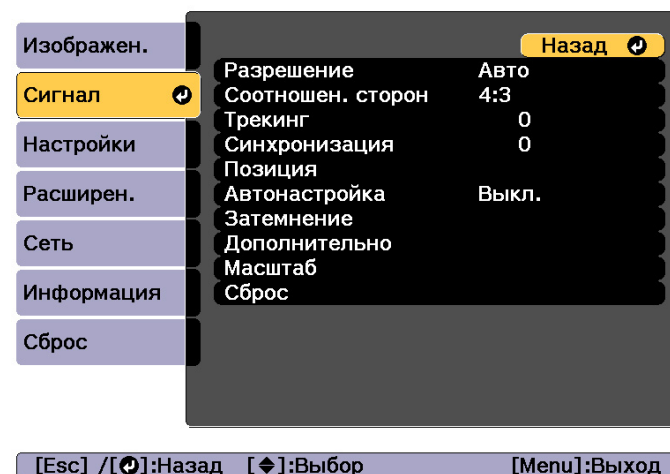 Изображен.
Сигнал
Настройки
Расширен.
Сеть
Информация
Сброс
Назад
Разрешение Авто
Соотношен. сторон 4:3
Трекинг 0
Синхронизация 0
Позиция
Автонастройка Выкл.
Затемнение
Дополнительно
Масштаб
Сброс
[Esc] /[ ]:Назад [ ]:Выбор [Menu]:Выход